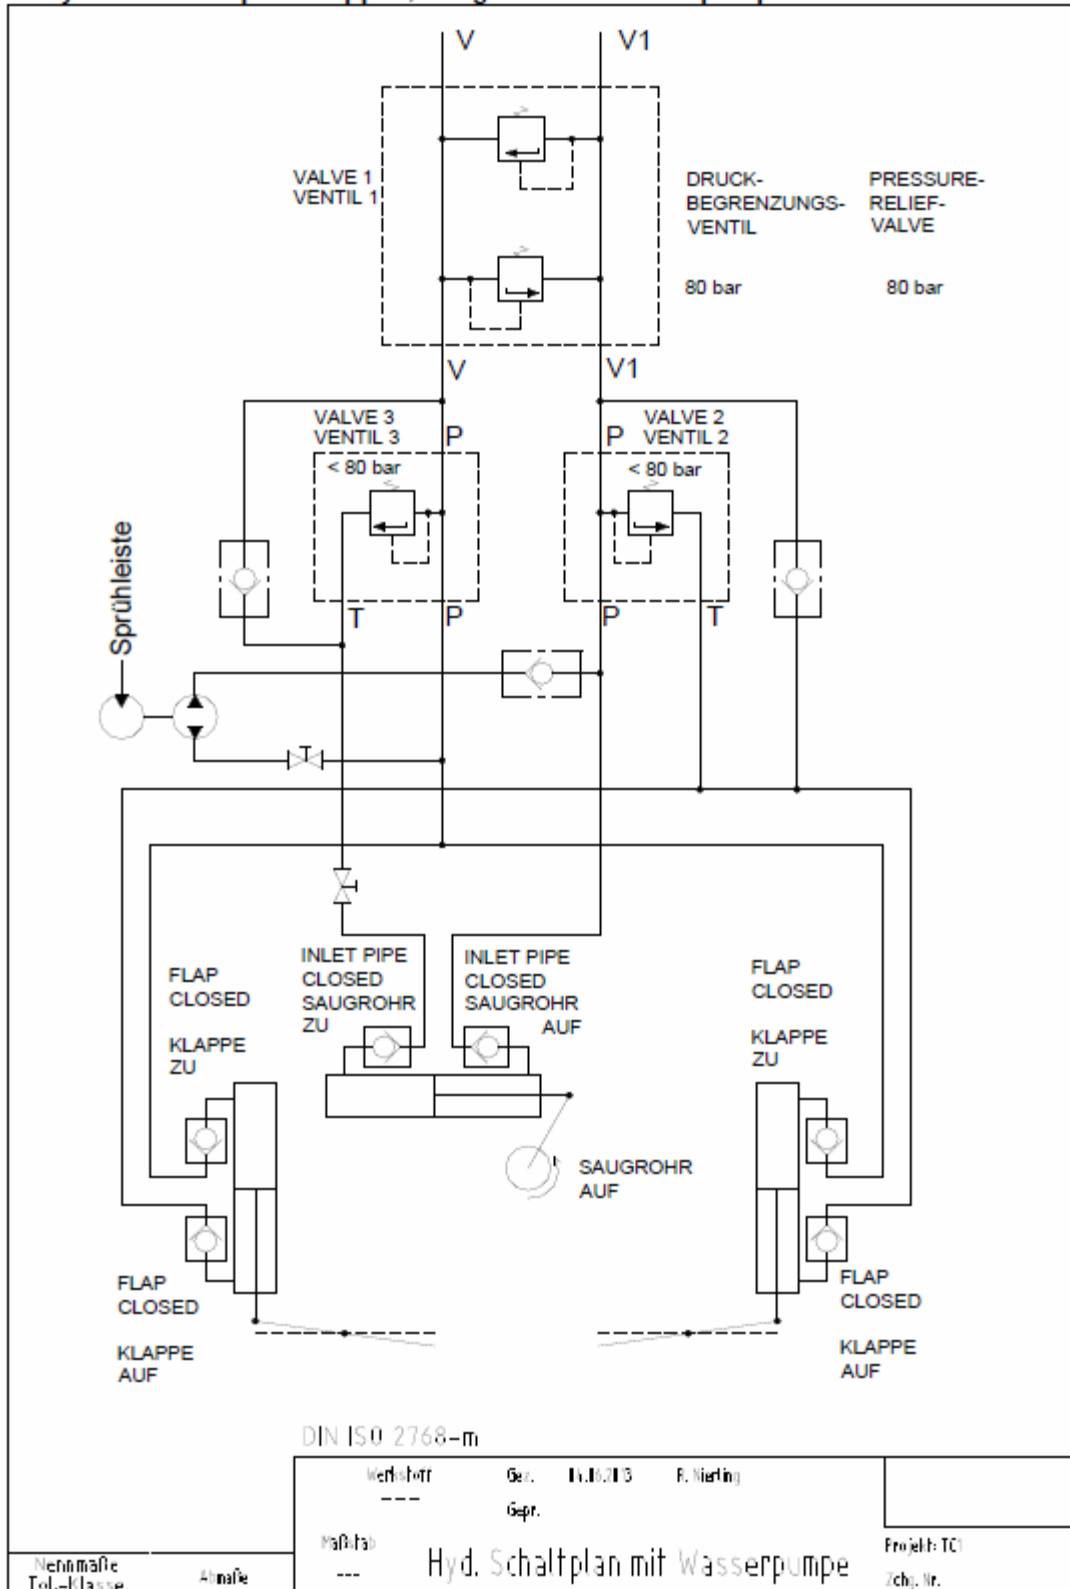 V
V1
VALVE 1
VENTIL 1
DRUCK-
BEGRENZUNGS-
VENTIL
PRESSURE-
RELIEF-
VALVE
80 bar
80 bar
V
V1
VALVE 3
VENTIL 3
P
P
VALVE 2
VENTIL 2
< 80 bar
< 80 bar
Sprühleiste
T
P
P
T
INLET PIPE
CLOSED
SAUGROHR
ZU
INLET PIPE
CLOSED
SAUGROHR
AUF
FLAP
CLOSED
KLAPPE
ZU
FLAP
CLOSED
KLAPPE
ZU
SAUGROHR
AUF
FLAP
CLOSED
KLAPPE
AUF
FLAP
CLOSED
KLAPPE
AUF
DIN ISO 2768-m
Werkstoff
---
Gez.
R. Nierting
Gepr.
Maßstab
---
Hyd. Schaltplan mit Wasserpumpe
Projekt: TC1
Zchg. Nr.
Nennmaße
Tol.-Klasse
Abmaße